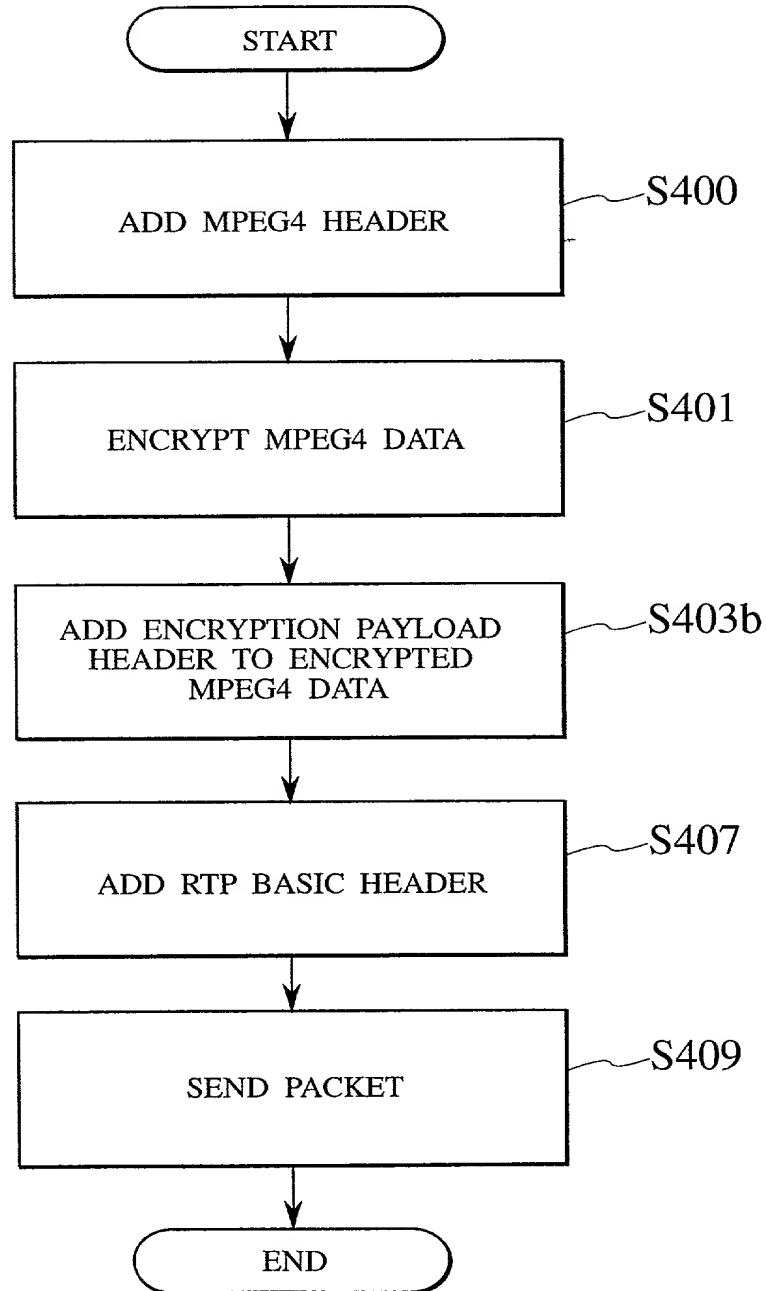 START
ADD MPEG4 HEADER
S400
ENCRYPT MPEG4 DATA
S401
ADD ENCRYPTION PAYLOAD
HEADER TO ENCRYPTED
MPEG4 DATA
S403b
ADD RTP BASIC HEADER
S407
SEND PACKET
S409
END